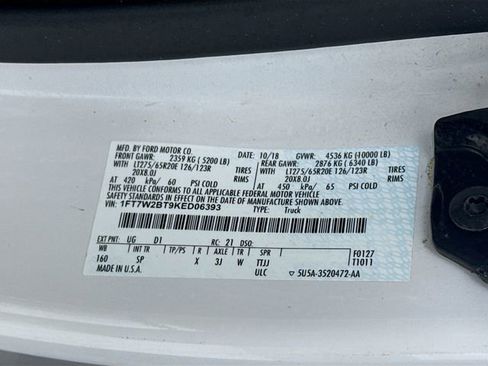 MFD. BY FORD MOTOR CO.
10/18 GVWR: 4536 KG (10000 LB)
FRONT GAWR: 2359 KG ( 5200 LB) REAR GAWR: 2876 KG ( 6340 LB)
WITH LT275/65R20E 126/123R TIRES WITH LT275/65R20E 126/123R TIRES
20X8.0J RIMS 20X8.0J RIMS
AT 420 kPa/ 60 PSI COLD AT 450 kPa/ 65 PSI COLD
THIS VEHICLE CONFORMS TO ALL APPLICABLE FEDERAL MOTOR VEHICLE
SAFETY STANDARDS IN EFFECT ON THE DATE OF MANUFACTURE SHOWN ABOVE.
VIN: 1FT7W2BT9KED06393 TYPE: Truck
EXT PNT: UG D1 RC: 21 DSO: F0127
WB INT TR TP/PS R AXLE TR SPR T1011
160 SP X 3J W TTJJ
MADE IN U.S.A. ULC 5U5A-3520472-AA